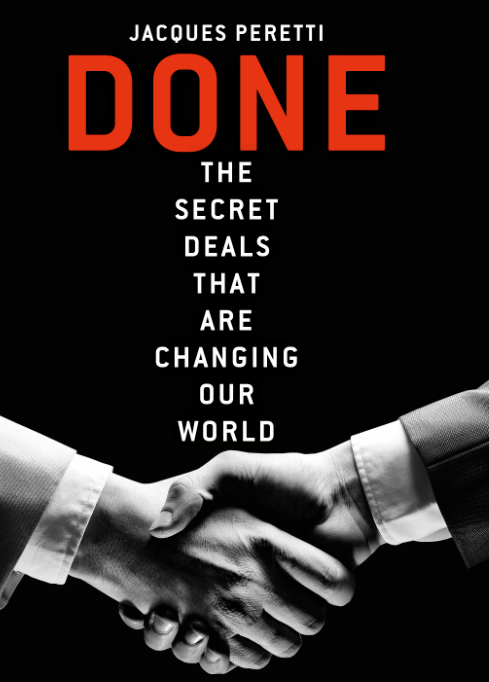 JACQUES PERETTI
DONE
THE
SECRET
DEALS
THAT
ARE
CHANGING
OUR
WORLD